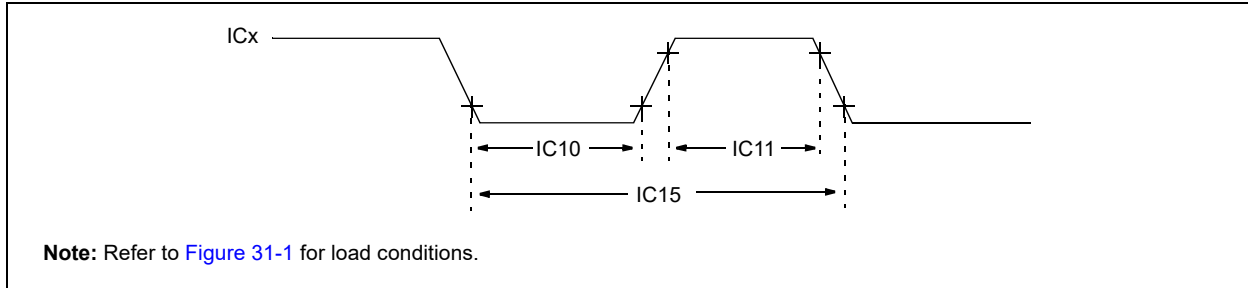 ICx
IC10
IC11
IC15
Note: Refer to Figure 31-1 for load conditions.